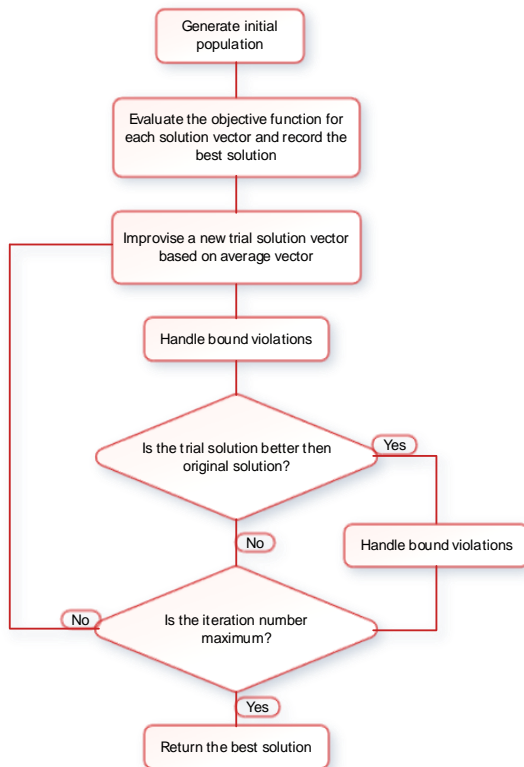 Generate initial
population
Evaluate the objective function for
each solution vector and record the
best solution
Improvise a new trial solution vector
based on average vector
Handle bound violations
Is the trial solution better then
original solution?
Yes
No
Handle bound violations
Is the iteration number
maximum?
No
Yes
Return the best solution